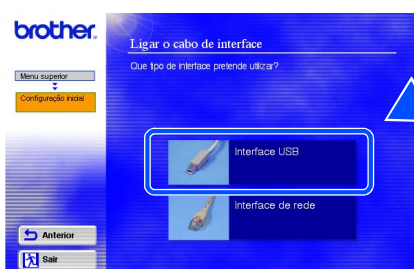 brother.
Ligar o cabo de interface
Que tipo de interface pretende utilizar?
Menu superior
Configuração inicial
Interface USB
Interface de rede
Anterior
Sair